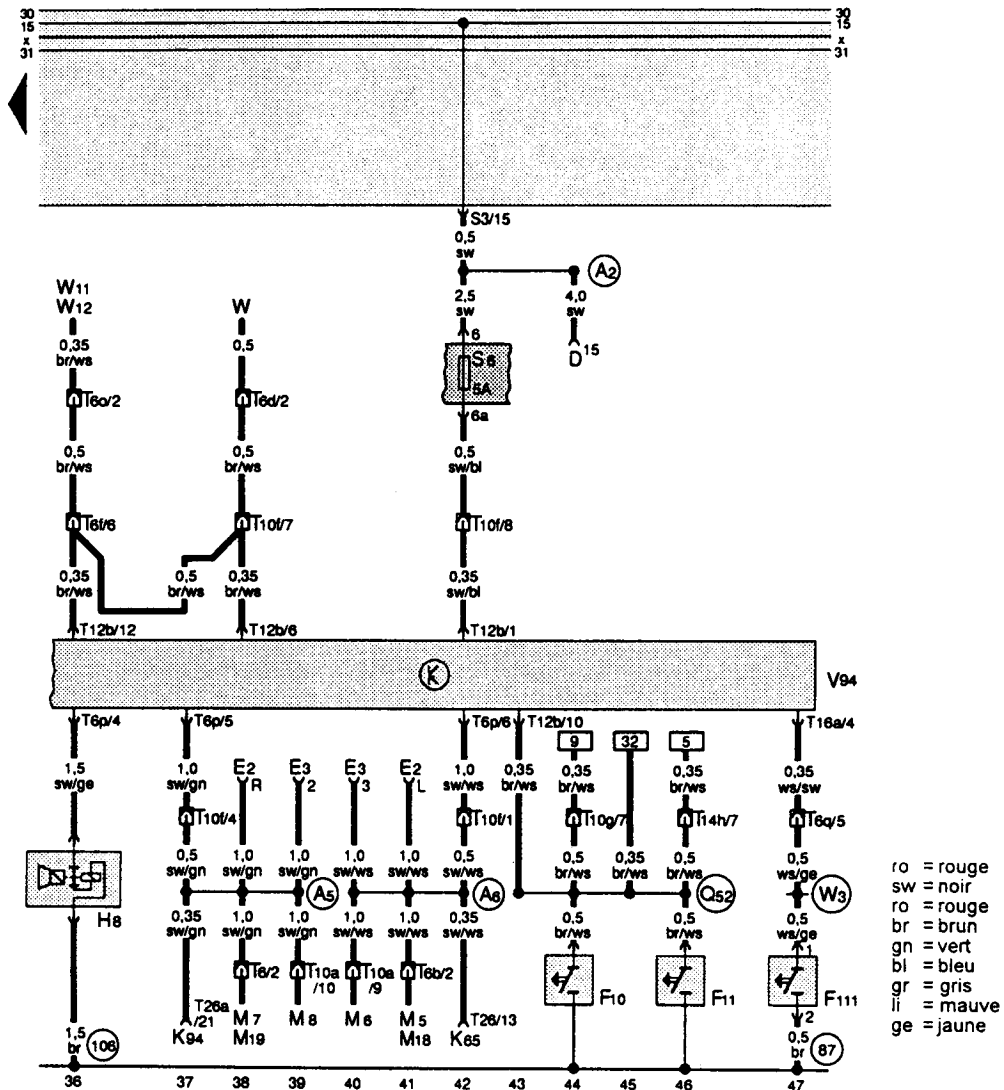 30 30
15 15
x x
31 31
S3/15
0,5
sw
A2
W11
W12
W
2,5
sw
4,0
sw
6
D 15
0,35
br/ws
0,5
S6
5A
T6o/2
T6d/2
6a
0,5
br/ws
0,5
br/ws
0,5
sw/bl
T6f/6
T10f/7
T10f/8
0,35
br/ws
0,5
br/ws
0,35
br/ws
0,35
sw/bl
T12b/12
T12b/6
T12b/1
K
V94
T6p/4
T6p/5
T6p/6
T12b/10
T16a/4
9
32
5
1,5
sw/ge
1,0
sw/gn
E2
R
E3
2
E3
3
E2
L
1,0
sw/ws
0,35
br/ws
0,35
br/ws
0,35
br/ws
0,35
ws/sw
T10f/4
T10f/1
T10g/7
T14h/7
T6q/5
0,5
sw/gn
1,0
sw/gn
1,0
sw/gn
1,0
sw/ws
1,0
sw/ws
0,5
sw/ws
0,5
br/ws
0,35
br/ws
0,5
br/ws
0,5
ws/ge
A5
A6
Q52
W3
H8
0,35
sw/gn
1,0
sw/gn
1,0
sw/gn
1,0
sw/ws
1,0
sw/ws
0,35
sw/ws
0,5
br/ws
0,5
br/ws
0,5
ws/ge
1
T6/2
T10a
/10
T10a
/9
T6b/2
F10
F11
F111
2
T26a
/21
K94
M7
M19
M8
M6
M5
M18
T26/13
K65
1,5
br
106
0,5
br
87
36 37 38 39 40 41 42 43 44 45 46 47
ro = rouge
sw = noir
ro = rouge
br = brun
gn = vert
bl = bleu
gr = gris
li = mauve
ge = jaune